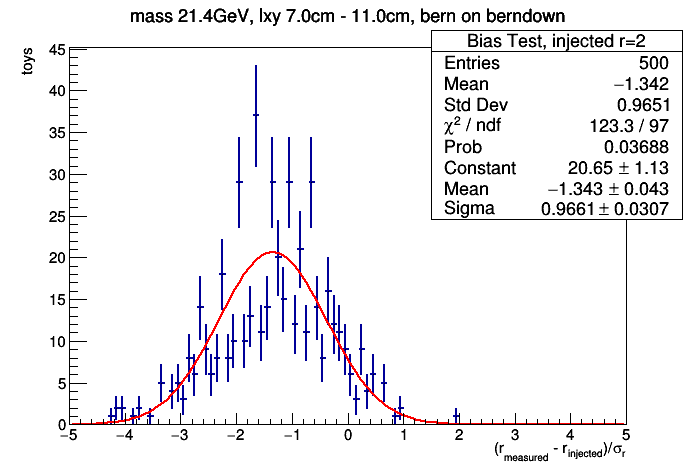 mass 21.4GeV, lxy 7.0cm - 11.0cm, bern on berndown
Bias Test, injected r=2
Entries 500
Mean −1.342
Std Dev 0.9651
χ² / ndf 123.3 / 97
Prob 0.03688
Constant 20.65 ± 1.13
Mean −1.343 ± 0.043
Sigma 0.9661 ± 0.0307
toys
45
40
35
30
25
20
15
10
5
0
−5 −4 −3 −2 −1 0 1 2 3 4 5
(r_measured - r_injected)/σ_r